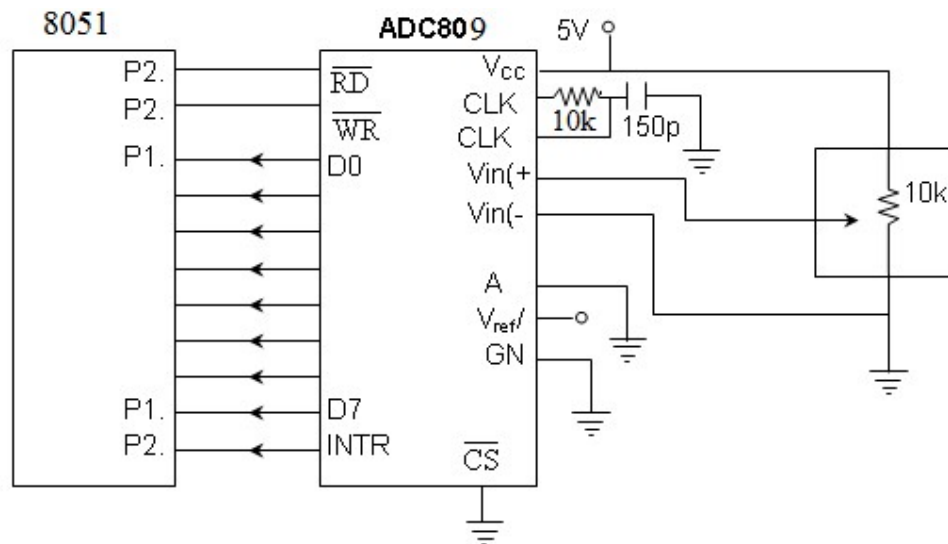 8051
ADC809
5V
P2.
RD
Vcc
P2.
WR
CLK
10k
150p
CLK
P1.
D0
Vin(+
10k
Vin(-
A
Vref/
GN
P1.
D7
P2.
INTR
CS